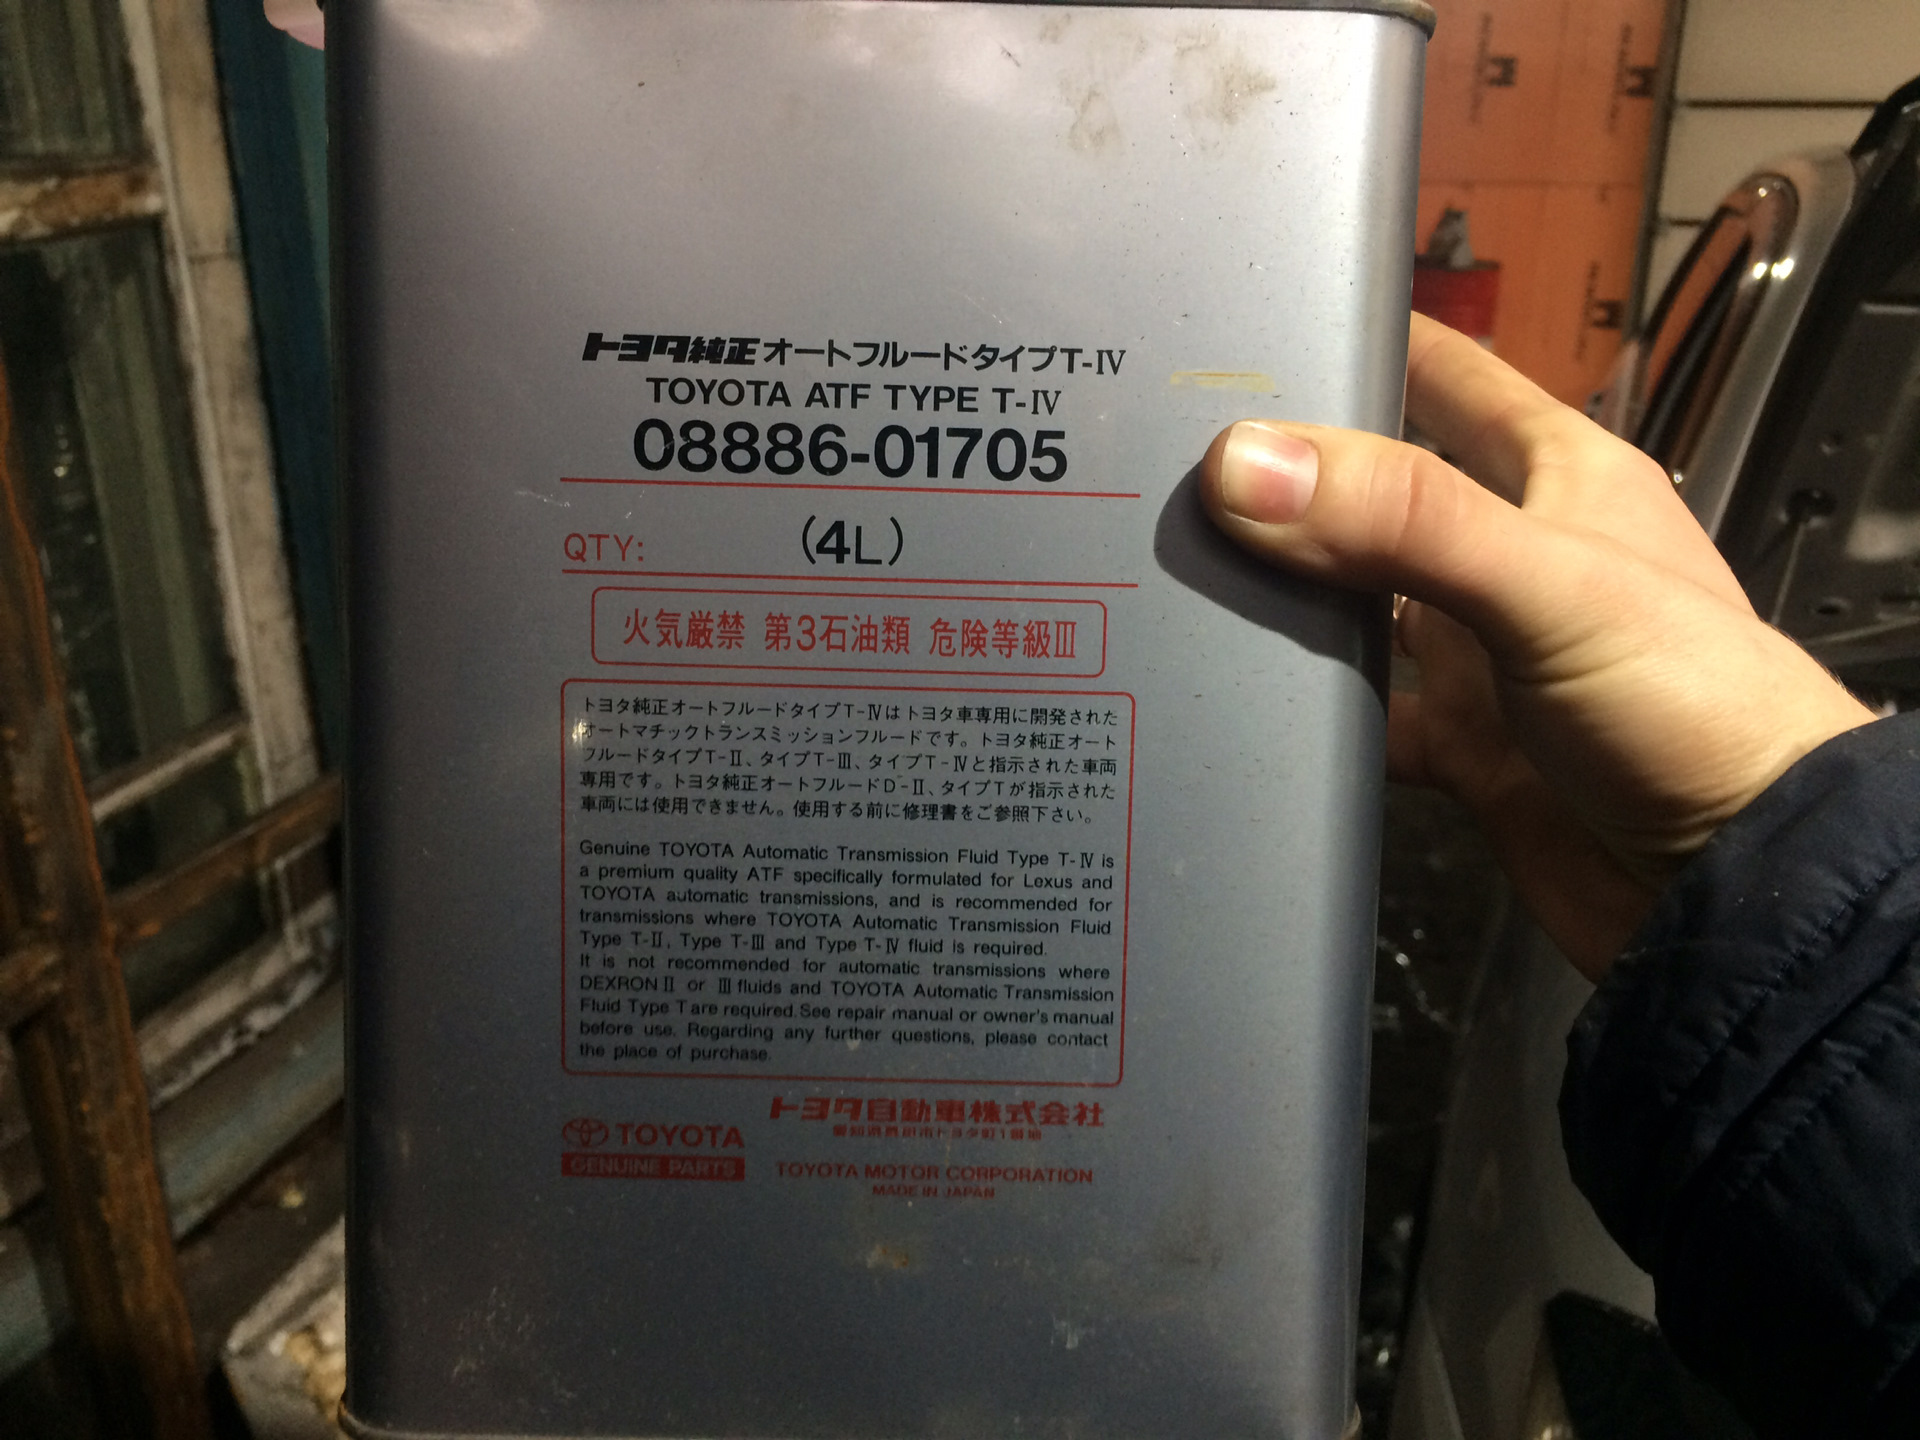 トヨタ純正オートフルードタイプT-Ⅳ
TOYOTA ATF TYPE T-Ⅳ
08886-01705
QTY: (4L)
火気厳禁 第3石油類 危険等級Ⅲ
トヨタ純正オートフルードタイプT-Ⅳはトヨタ車専用に開発された
オートマチックトランスミッションフルードです。トヨタ純正オート
フルードタイプT-Ⅱ、タイプT-Ⅲ、タイプT-Ⅳと指示された車両
専用です。トヨタ純正オートフルードD-Ⅱ、タイプTが指示された
車両には使用できません。使用する前に修理書をご参照下さい。
Genuine TOYOTA Automatic Transmission Fluid Type T-Ⅳ is
a premium quality ATF specifically formulated for Lexus and
TOYOTA automatic transmissions, and is recommended for
transmissions where TOYOTA Automatic Transmission Fluid
Type T-Ⅱ, Type T-Ⅲ and Type T-Ⅳ fluid is required.
It is not recommended for automatic transmissions where
DEXRON Ⅱ or Ⅲ fluids and TOYOTA Automatic Transmission
Fluid Type T are required. See repair manual or owner's manual
before use. Regarding any further questions, please contact
the place of purchase.
トヨタ自動車株式会社
愛知県豊田市トヨタ町1番地
TOYOTA
GENUINE PARTS
TOYOTA MOTOR CORPORATION
MADE IN JAPAN